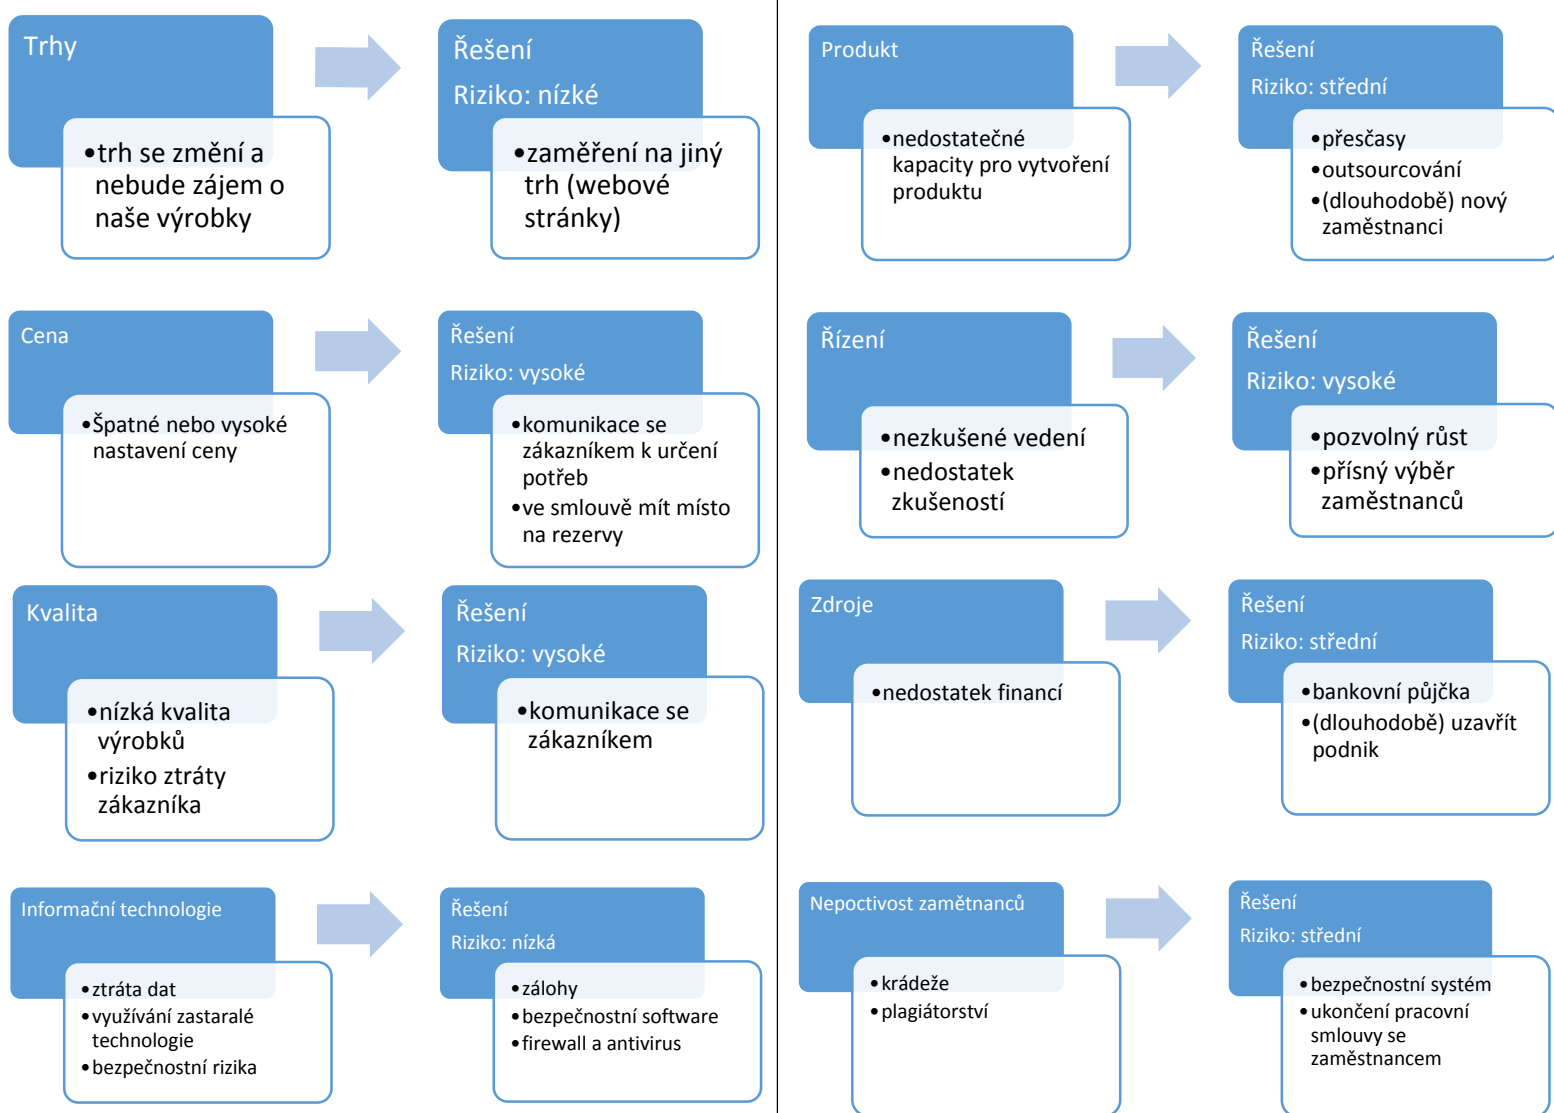 Trhy
•trh se změní a
nebude zájem o
naše výrobky
Řešení
Riziko: nízké
•zaměření na jiný
trh (webové
stránky)
Cena
•Špatné nebo vysoké
nastavení ceny
Řešení
Riziko: vysoké
•komunikace se
zákazníkem k určení
potřeb
•ve smlouvě mít místo
na rezervy
Kvalita
•nízká kvalita
výrobků
•riziko ztráty
zákazníka
Řešení
Riziko: vysoké
•komunikace se
zákazníkem
Informační technologie
•ztráta dat
•využívání zastaralé
technologie
•bezpečnostní rizika
Řešení
Riziko: nízká
•zálohy
•bezpečnostní software
•firewall a antivirus
Produkt
•nedostatečné
kapacity pro vytvoření
produktu
Řešení
Riziko: střední
•přesčasy
•outsourcování
•(dlouhodobě) nový
zaměstnanci
Řízení
•nezkušené vedení
•nedostatek
zkušeností
Řešení
Riziko: vysoké
•pozvolný růst
•přísný výběr
zaměstnanců
Zdroje
•nedostatek financí
Řešení
Riziko: střední
•bankovní půjčka
•(dlouhodobě) uzavřít
podnik
Nepoctivost zamětnanců
•krádeže
•plagiátorství
Řešení
Riziko: střední
•bezpečnostní systém
•ukončení pracovní
smlouvy se
zaměstnancem